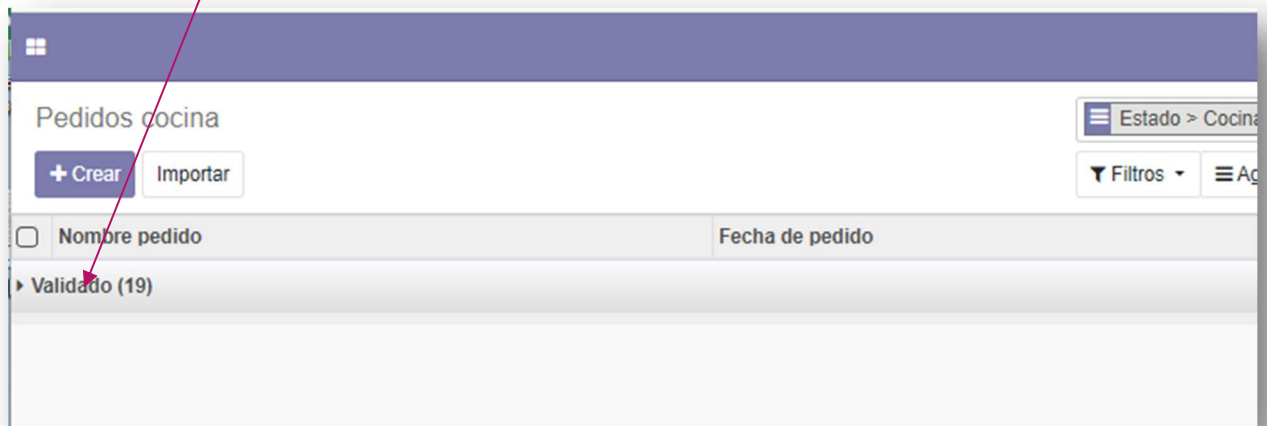 Pedidos cocina
Estado > Cocina
+ Crear Importar
Filtros
Nombre pedido Fecha de pedido
Validado (19)